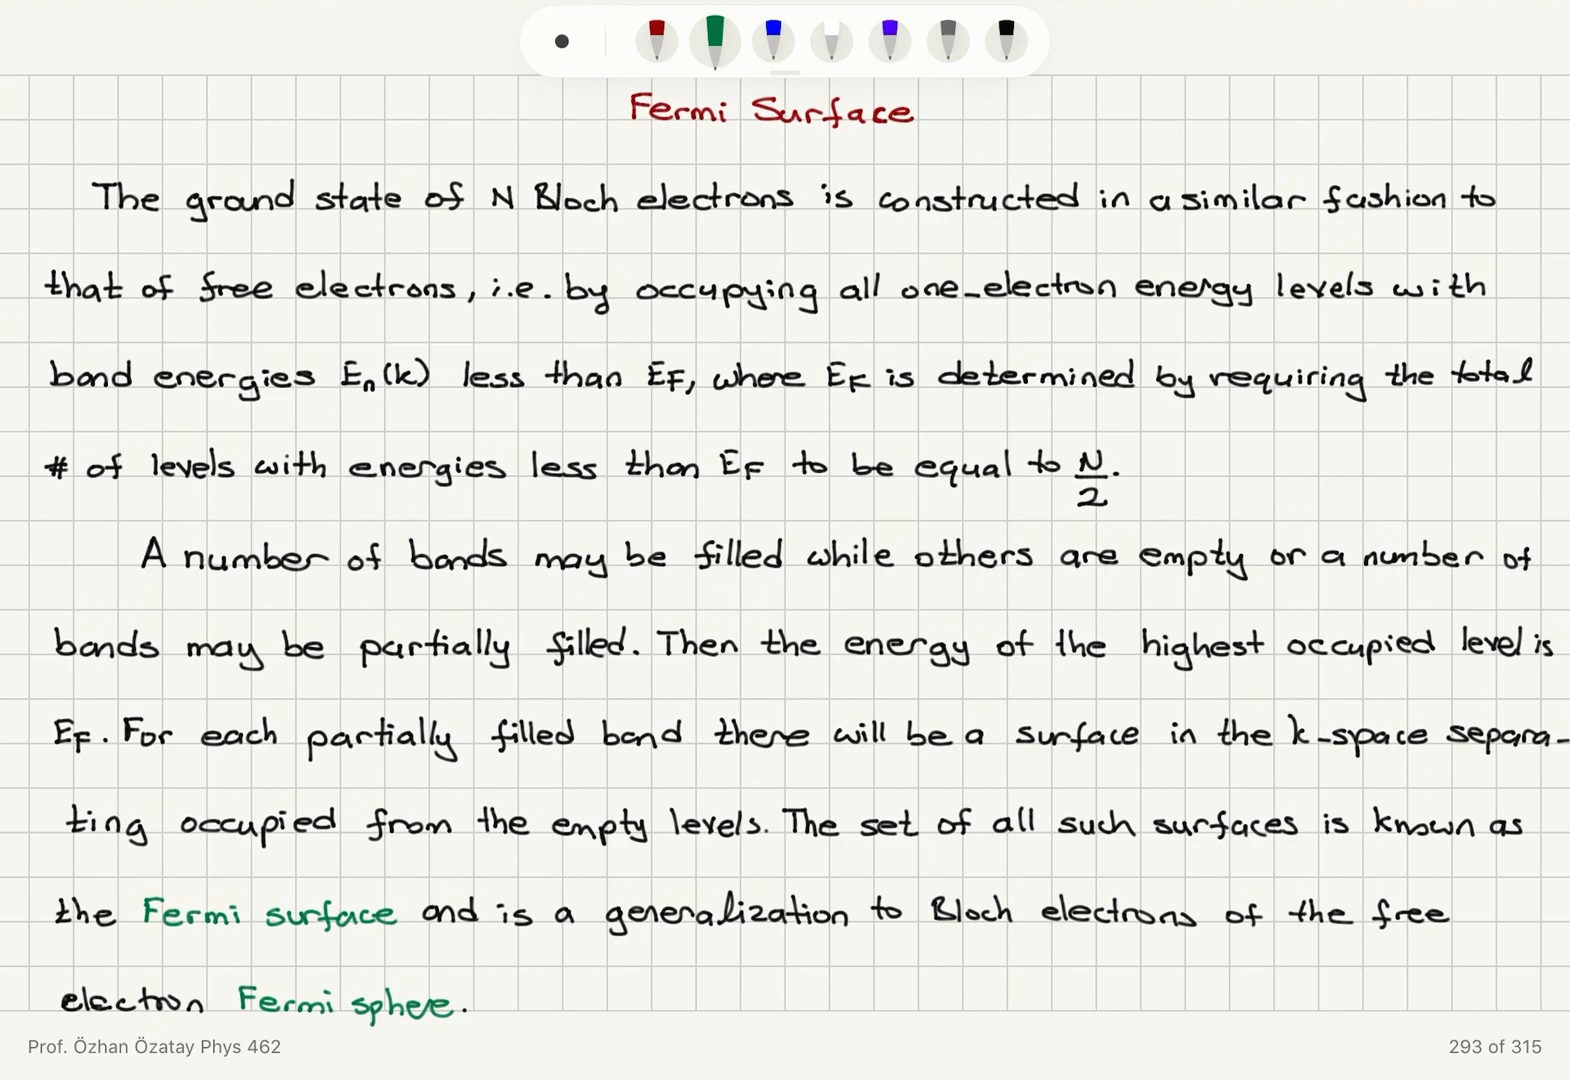 Fermi Surface
The ground state of N Bloch electrons is constructed in a similar fashion to
that of free electrons, i.e. by occupying all one-electron energy levels with
band energies En(k) less than EF, where EF is determined by requiring the total
# of levels with energies less than EF to be equal to N/2.
A number of bands may be filled while others are empty or a number of
bands may be partially filled. Then the energy of the highest occupied level is
EF. For each partially filled band there will be a surface in the k-space separa-
ting occupied from the empty levels. The set of all such surfaces is known as
the Fermi surface and is a generalization to Bloch electrons of the free
electron Fermi sphere.
Prof. Özhan Özatay Phys 462
293 of 315